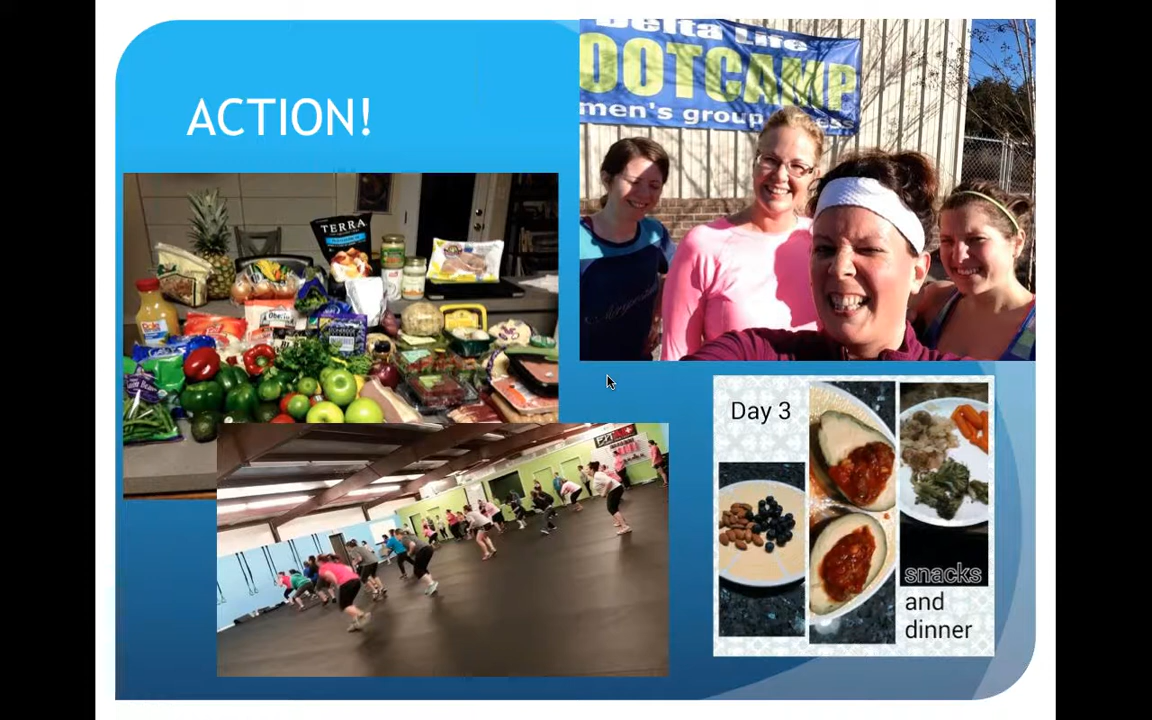 ACTION!
Delta Life
OOTCAMP
men's group
TERRA
Day 3
snacks
and
dinner